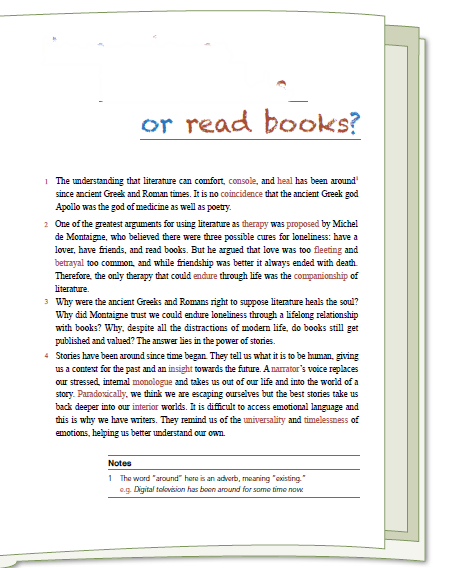 or read books?
1 The understanding that literature can comfort, console, and heal has been around1
since ancient Greek and Roman times. It is no coincidence that the ancient Greek god
Apollo was the god of medicine as well as poetry.
2 One of the greatest arguments for using literature as therapy was proposed by Michel
de Montaigne, who believed there were three possible cures for loneliness: have a
lover, have friends, and read books. But he argued that love was too fleeting and
betrayal too common, and while friendship was better it always ended with death.
Therefore, the only therapy that could endure through life was the companionship of
literature.
3 Why were the ancient Greeks and Romans right to suppose literature heals the soul?
Why did Montaigne trust we could endure loneliness through a lifelong relationship
with books? Why, despite all the distractions of modern life, do books still get
published and valued? The answer lies in the power of stories.
4 Stories have been around since time began. They tell us what it is to be human, giving
us a context for the past and an insight towards the future. A narrator's voice replaces
our stressed, internal monologue and takes us out of our life and into the world of a
story. Paradoxically, we think we are escaping ourselves but the best stories take us
back deeper into our interior worlds. It is difficult to access emotional language and
this is why we have writers. They remind us of the universality and timelessness of
emotions, helping us better understand our own.
Notes
1 The word "around" here is an adverb, meaning "existing."
e.g. Digital television has been around for some time now.